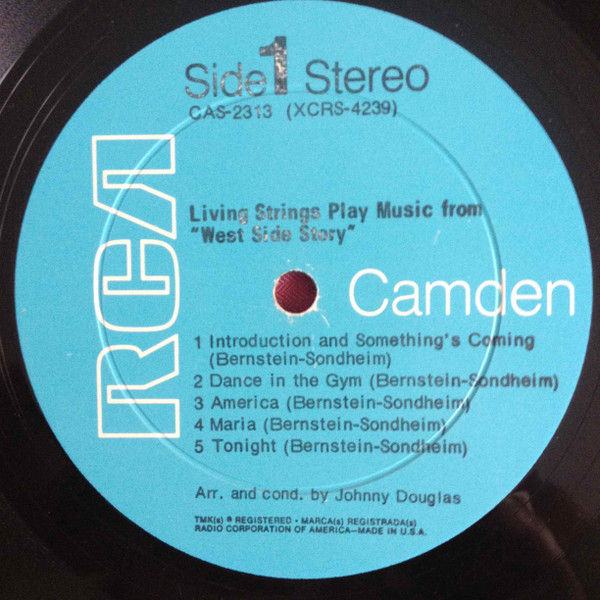 Side 1 Stereo
CAS-2313 (XCRS-4239)
RCA
Living Strings Play Music from
"West Side Story"
Camden
1 Introduction and Something's Coming
(Bernstein-Sondheim)
2 Dance in the Gym (Bernstein-Sondheim)
3 America (Bernstein-Sondheim)
4 Maria (Bernstein-Sondheim)
5 Tonight (Bernstein-Sondheim)
Arr. and cond. by Johnny Douglas
TMK(s) ® REGISTERED • MARCA(s) REGISTRADA(s)
RADIO CORPORATION OF AMERICA—MADE IN U.S.A.